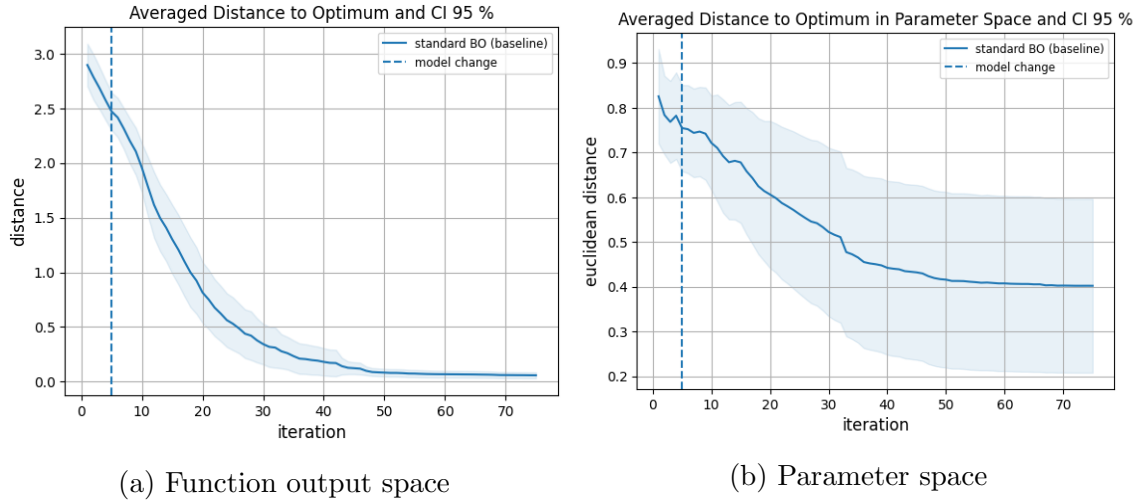 Averaged Distance to Optimum and CI 95 %
standard BO (baseline)
model change
3.0
2.5
2.0
1.5
1.0
0.5
0.0
distance
0 10 20 30 40 50 60 70
iteration
(a) Function output space
Averaged Distance to Optimum in Parameter Space and CI 95 %
standard BO (baseline)
model change
0.9
0.8
0.7
0.6
0.5
0.4
0.3
0.2
euclidean distance
0 10 20 30 40 50 60 70
iteration
(b) Parameter space